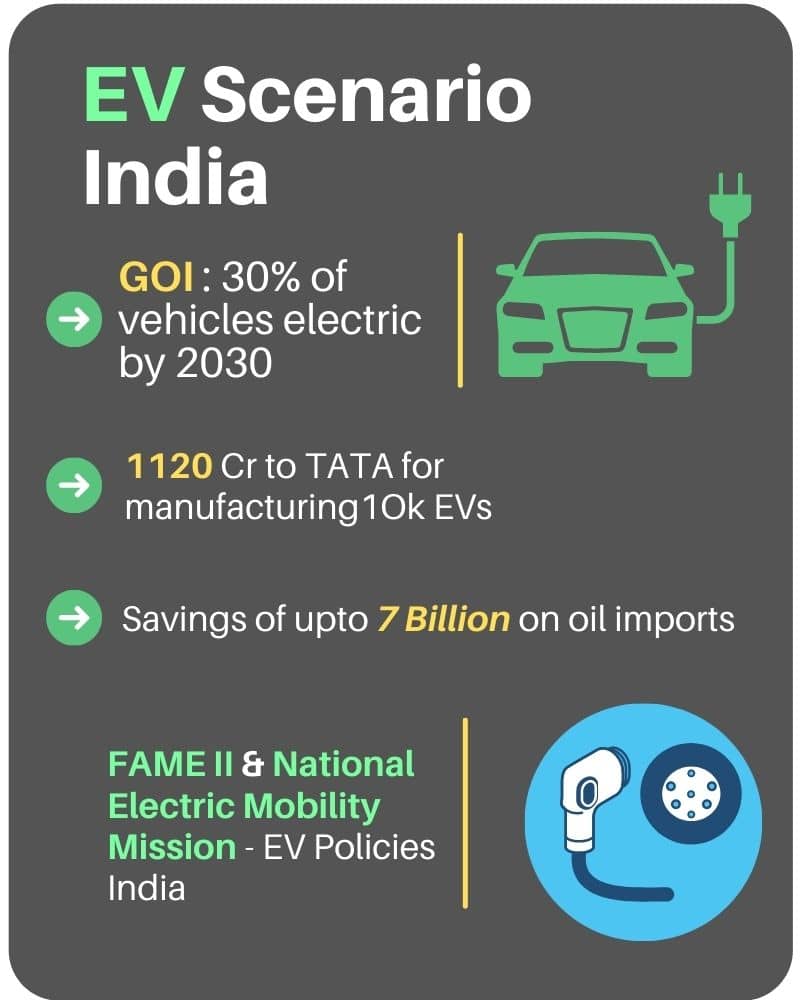 EV Scenario
India
GOI : 30% of
vehicles electric
by 2030
1120 Cr to TATA for
manufacturing10k EVs
Savings of upto 7 Billion on oil imports
FAME II & National
Electric Mobility
Mission - EV Policies
India